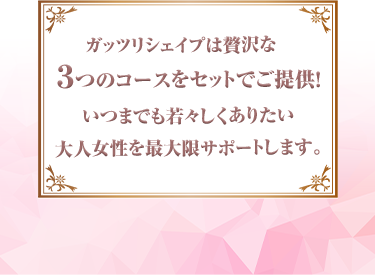 ガッツリシェイプは贅沢な
3つのコースをセットでご提供!
いつまでも若々しくありたい
大人女性を最大限サポートします。